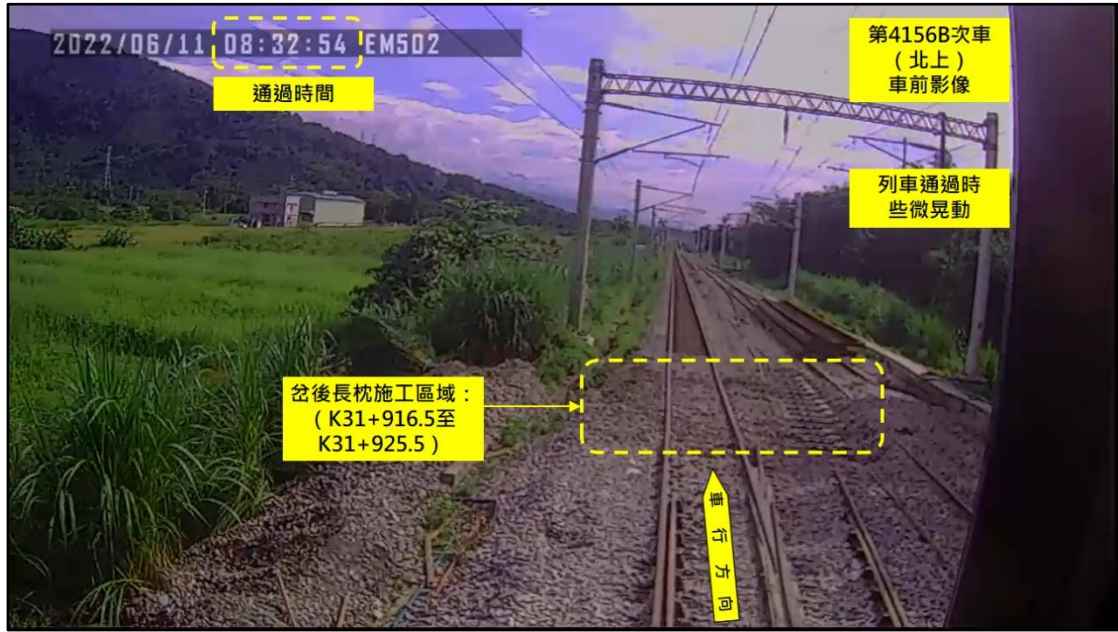 2022/06/11 08:32:54 EM502
通過時間
第4156B次車
（北上）
車前影像
列車通過時
些微晃動
岔後長枕施工區域：
（K31+916.5至
K31+925.5）
車行方向